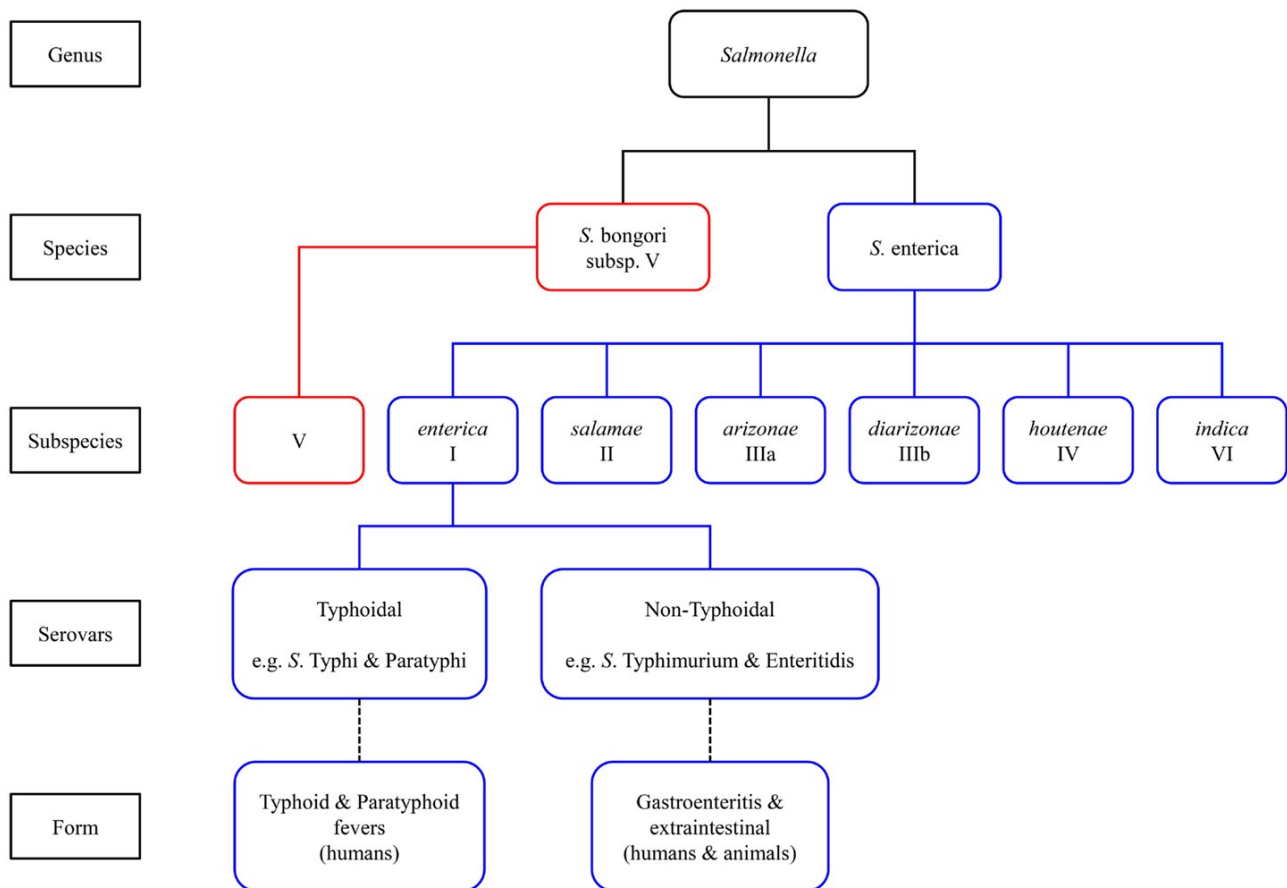 Genus
Salmonella
Species
S. bongori
subsp. V
S. enterica
Subspecies
V
enterica
I
salamae
II
arizonae
IIIa
diarizonae
IIIb
houtenae
IV
indica
VI
Serovars
Typhoidal
e.g. S. Typhi & Paratyphi
Non-Typhoidal
e.g. S. Typhimurium & Enteritidis
Form
Typhoid & Paratyphoid
fevers
(humans)
Gastroenteritis &
extraintestinal
(humans & animals)